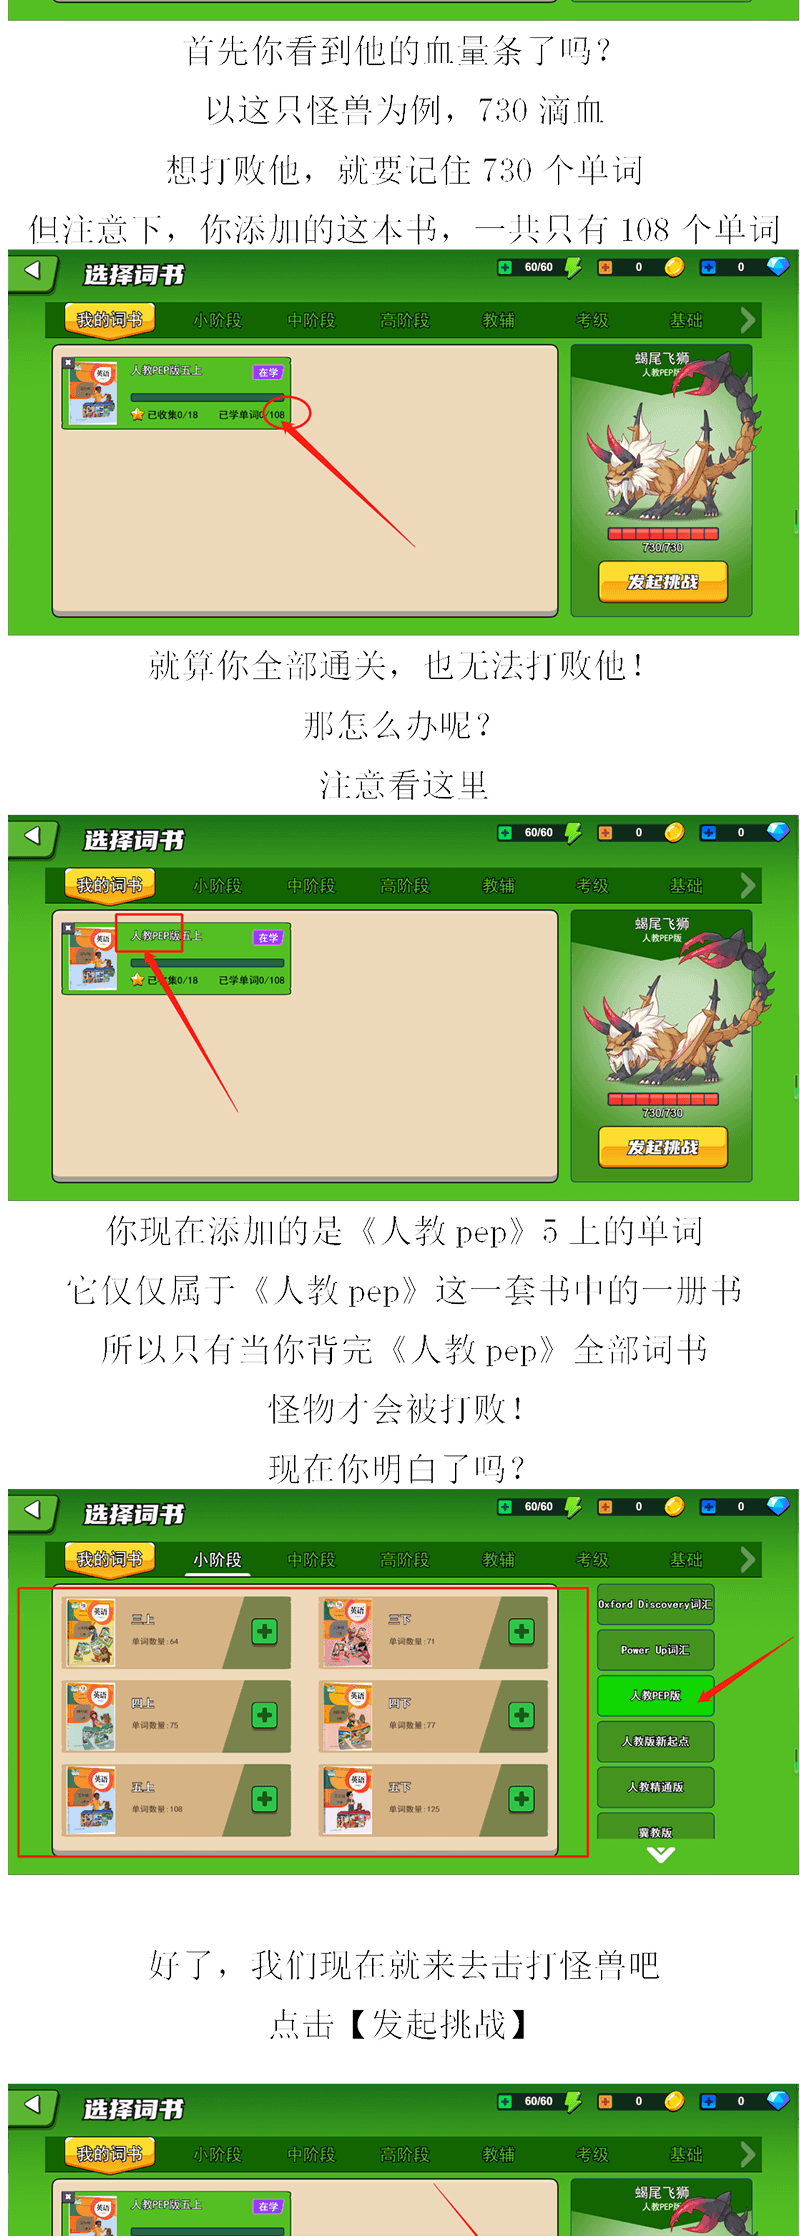 首先你看到他的血量条了吗？
以这只怪兽为例，730 滴血
想打败他，就要记住 730 个单词
但注意下，你添加的这本书，一共只有 108 个单词
选择词书
60/60
0
0
我的词书
小阶段
中阶段
高阶段
教辅
考级
基础
人教PEP版五上
在学
已收集0/18
已学单词0/108
蝎尾飞狮
人教PEP版
730/730
发起挑战
就算你全部通关，也无法打败他！
那怎么办呢？
注意看这里
选择词书
60/60
0
0
我的词书
小阶段
中阶段
高阶段
教辅
考级
基础
英语
人教PEP版五上
在学
已收集0/18
已学单词0/108
蝎尾飞狮
人教PEP版
730/730
发起挑战
你现在添加的是《人教 pep》5 上的单词
它仅仅属于《人教 pep》这一套书中的一册书
所以只有当你背完《人教 pep》全部词书
怪物才会被打败！
现在你明白了吗？
选择词书
60/60
0
0
我的词书
小阶段
中阶段
高阶段
教辅
考级
基础
英语
三上
单词数量:64
英语
三下
单词数量:71
英语
四上
单词数量:75
英语
四下
单词数量:77
英语
五上
单词数量:108
英语
五下
单词数量:125
Oxford Discovery词汇
Power Up词汇
人教PEP版
人教版新起点
人教精通版
冀教版
好了，我们现在就来去击打怪兽吧
点击【发起挑战】
选择词书
60/60
0
0
我的词书
小阶段
中阶段
高阶段
教辅
考级
基础
英语
人教PEP版五上
在学
蝎尾飞狮
人教PEP版